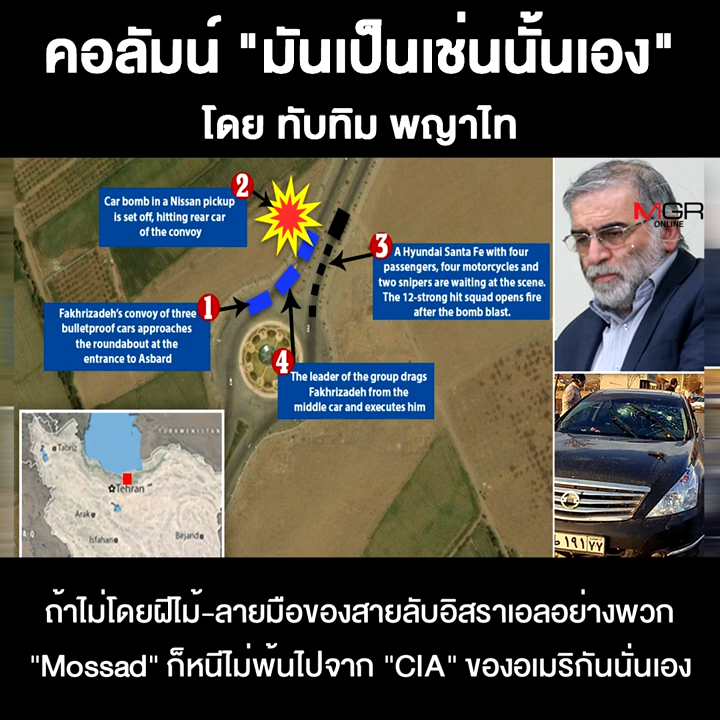 คอลัมน์ "มันเป็นเช่นนั้นเอง"
โดย ทับทิม พญาไท
2
Car bomb in a Nissan pickup
is set off, hitting rear car
of the convoy
MGR
ONLINE
3
A Hyundai Santa Fe with four
passengers, four motorcycles and
two snipers are waiting at the scene.
The 12-strong hit squad opens fire
after the bomb blast.
1
Fakhrizadeh's convoy of three
bulletproof cars approaches
the roundabout at the
entrance to Asbard
4
The leader of the group drags
Fakhrizadeh from the
middle car and executes him
TURKMENISTAN
Tabriz
Tehran
Arak
Isfahan
Birjand
۱۹۱ ۷۷
ถ้าไม่โดยฝีไม้-ลายมือของสายลับอิสราเอลอย่างพวก
"Mossad" ก็หนีไม่พ้นไปจาก "CIA" ของอเมริกันนั่นเอง